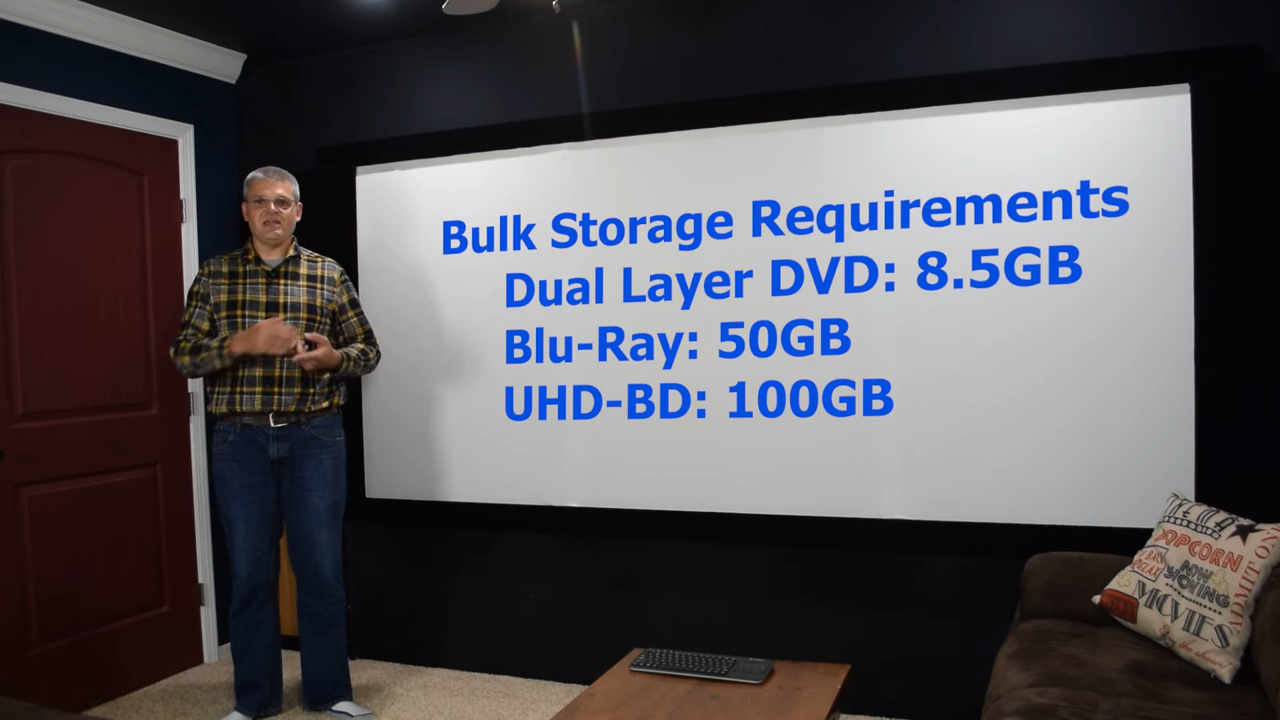 Bulk Storage Requirements
Dual Layer DVD: 8.5GB
Blu-Ray: 50GB
UHD-BD: 100GB
POPCORN
NOW
SHOWING
MOVIES
ADMIT ONE